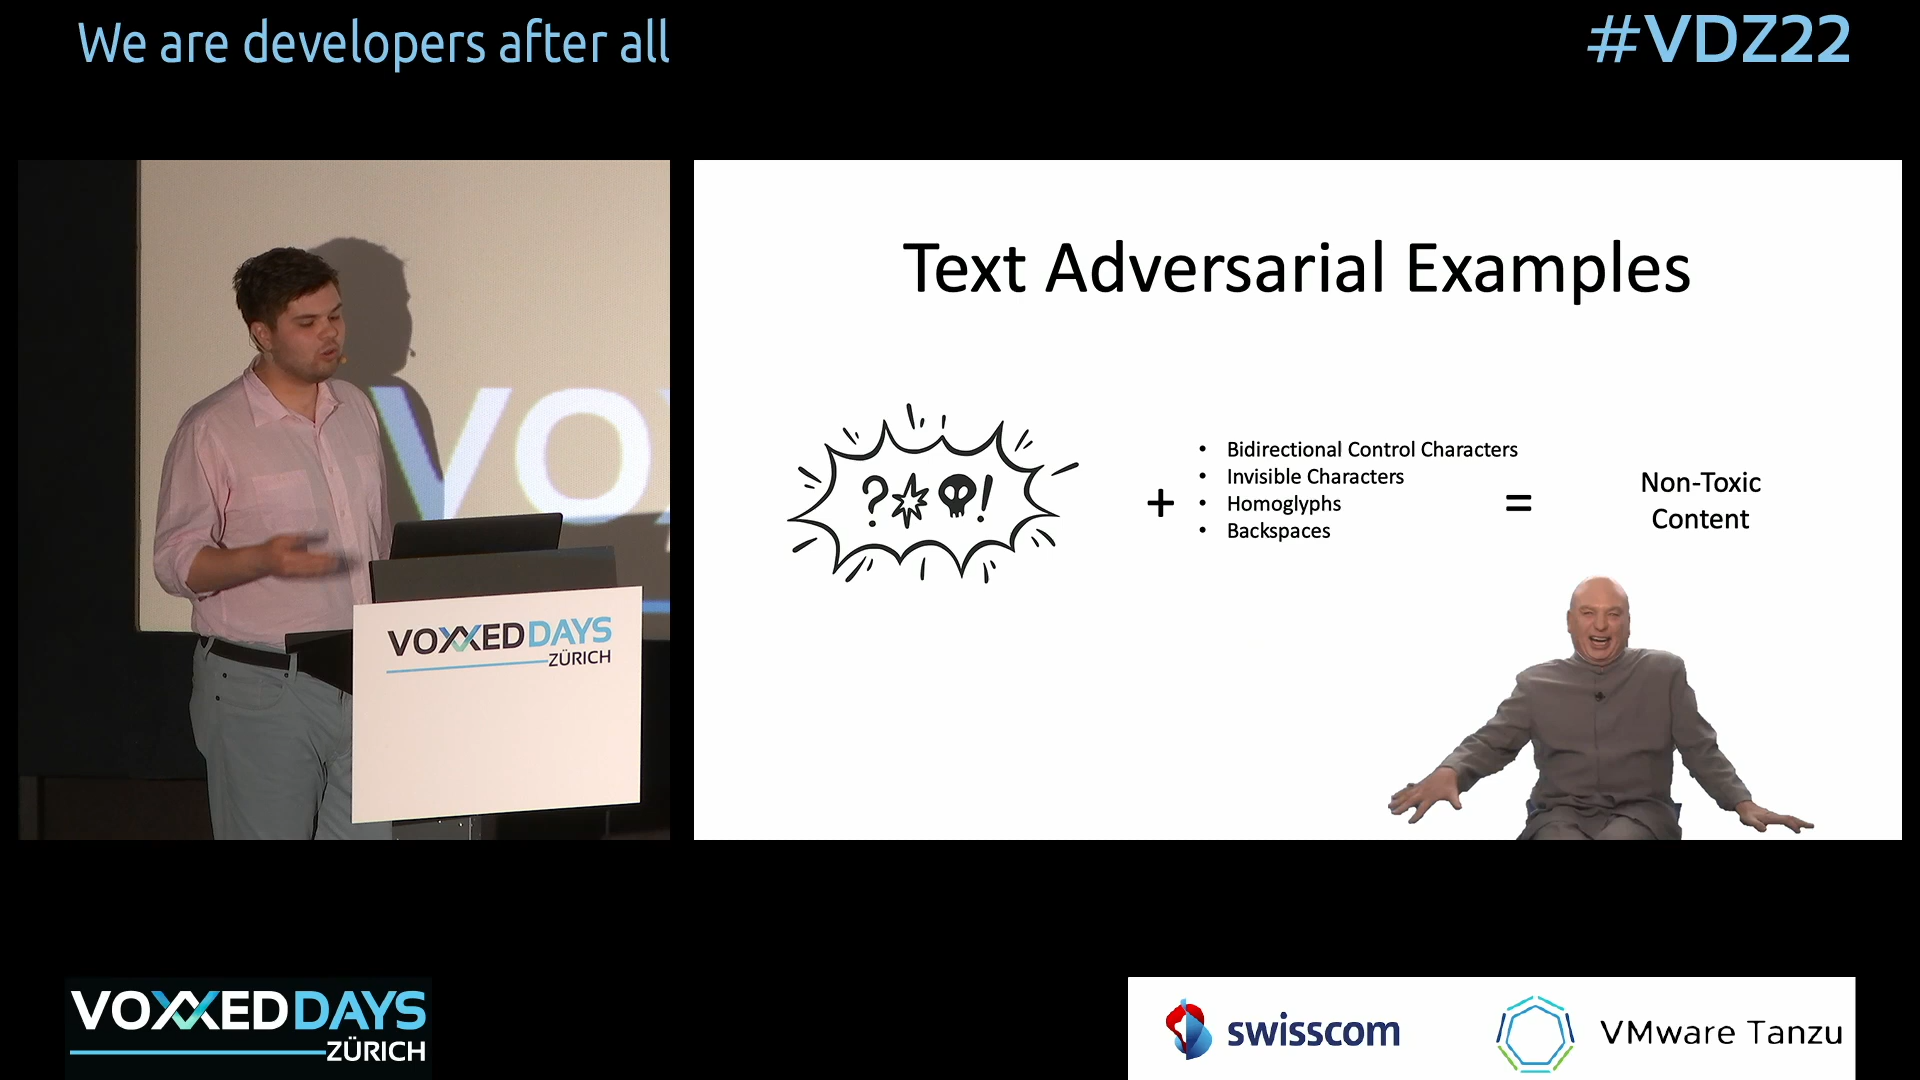 We are developers after all
#VDZ22
VO
VOXXED DAYS
ZÜRICH
Text Adversarial Examples
?!
+
• Bidirectional Control Characters
• Invisible Characters
• Homoglyphs
• Backspaces
=
Non-Toxic
Content
VOXXED DAYS
ZÜRICH
swisscom
VMware Tanzu